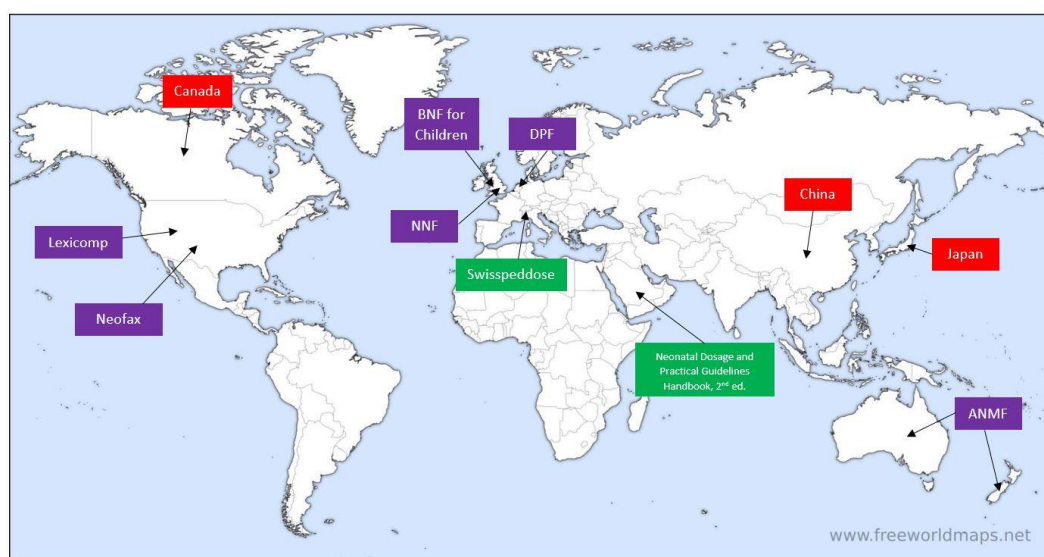 Canada
BNF for
Children
DPF
China
Lexicomp
NNF
Japan
Swisspeddose
Neofax
Neonatal Dosage and
Practical Guidelines
Handbook, 2nd ed.
ANMF
www.freeworldmaps.net